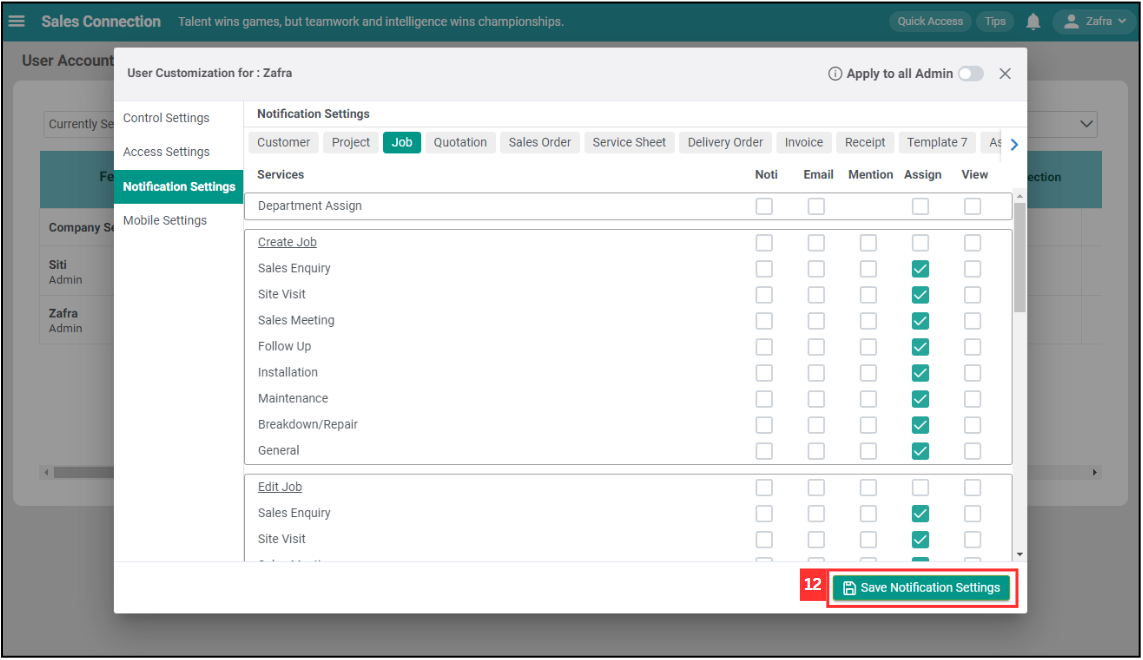 Sales Connection Talent wins games, but teamwork and intelligence wins championships. Quick Access Tips Zafra
User Account
User Customization for : Zafra Apply to all Admin
Control Settings
Access Settings
Notification Settings
Mobile Settings
Notification Settings
Customer Project Job Quotation Sales Order Service Sheet Delivery Order Invoice Receipt Template 7 As
Services Noti Email Mention Assign View
Department Assign
Create Job
Sales Enquiry
Site Visit
Sales Meeting
Follow Up
Installation
Maintenance
Breakdown/Repair
General
Edit Job
Sales Enquiry
Site Visit
12 Save Notification Settings
Currently Se
Fe
ection
Company Se
Siti
Admin
Zafra
Admin